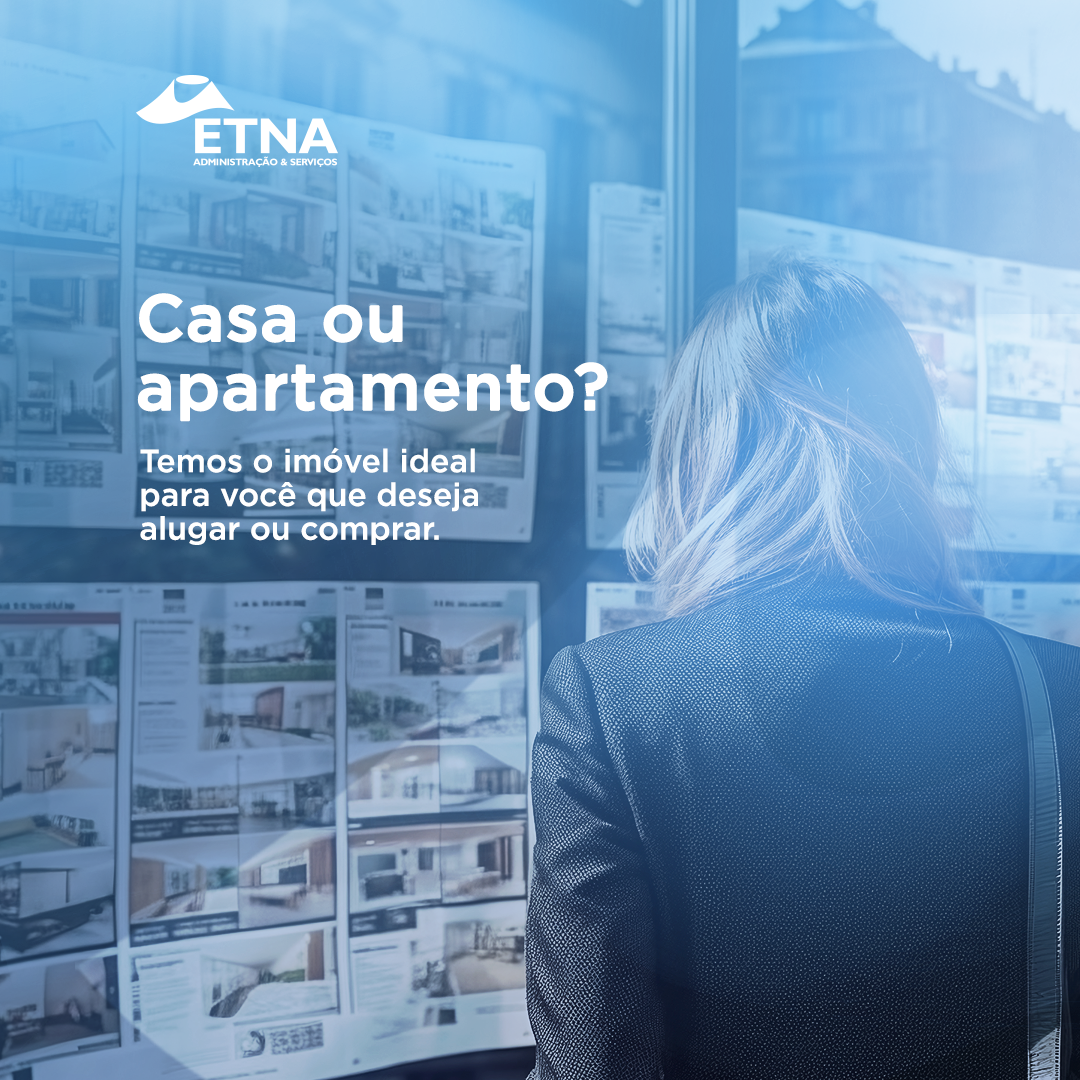 ETNA
ADMINISTRAÇÃO & SERVIÇOS
Casa ou
apartamento?
Temos o imóvel ideal
para você que deseja
alugar ou comprar.